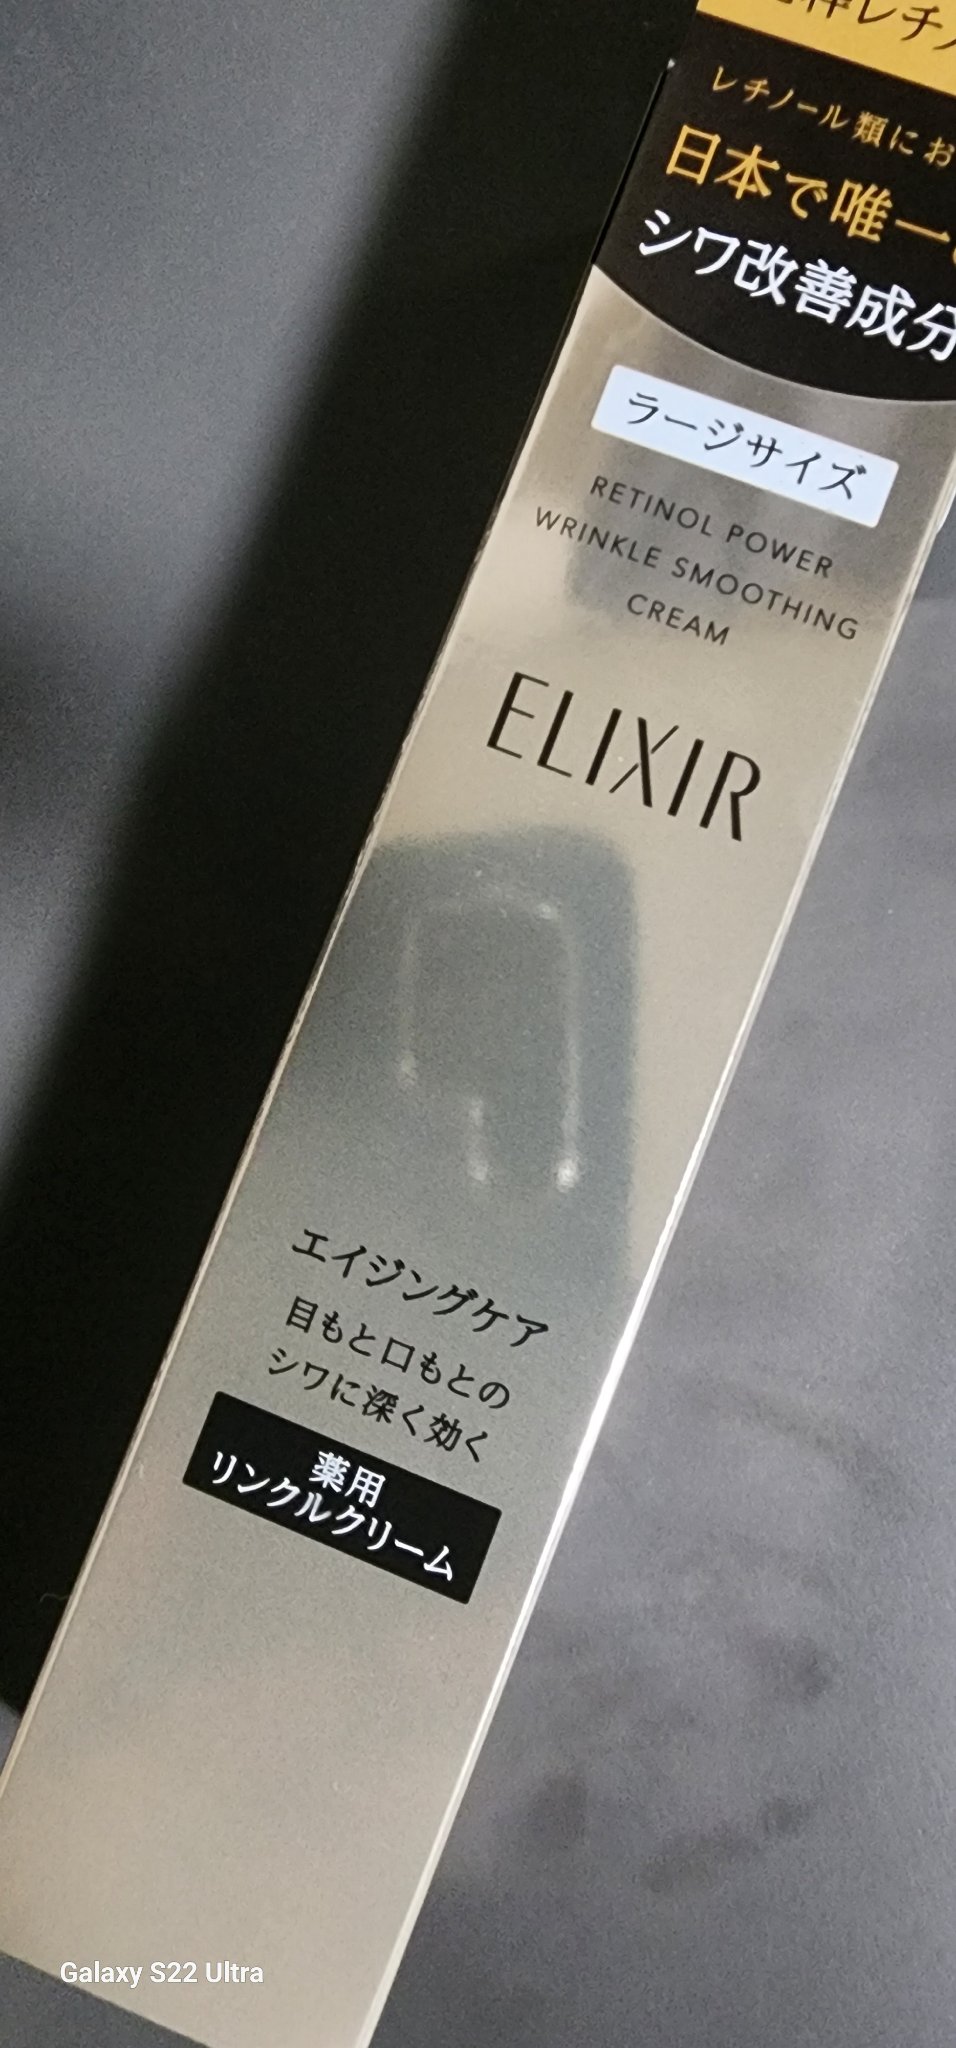 レチノール類にお
日本で唯一
シワ改善成分
ラージサイズ
RETINOL POWER
WRINKLE SMOOTHING
CREAM
ELIXIR
エイジングケア
目もと口もとの
シワに深く効く
薬用
リンクルクリーム
Galaxy S22 Ultra